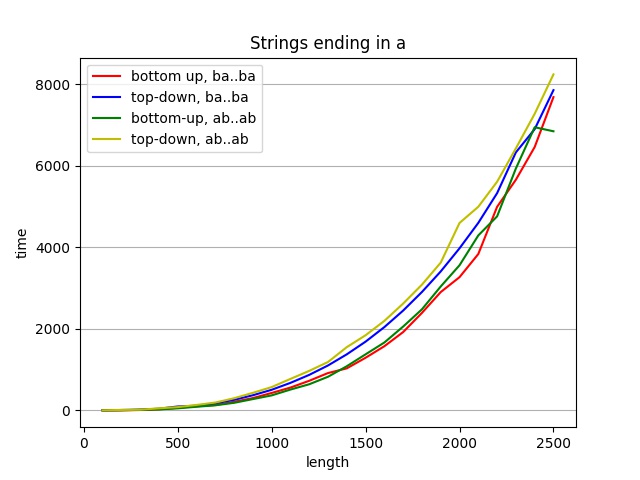 Strings ending in a
bottom up, ba..ba
top-down, ba..ba
bottom-up, ab..ab
top-down, ab..ab
8000
6000
4000
2000
0
time
0 500 1000 1500 2000 2500
length